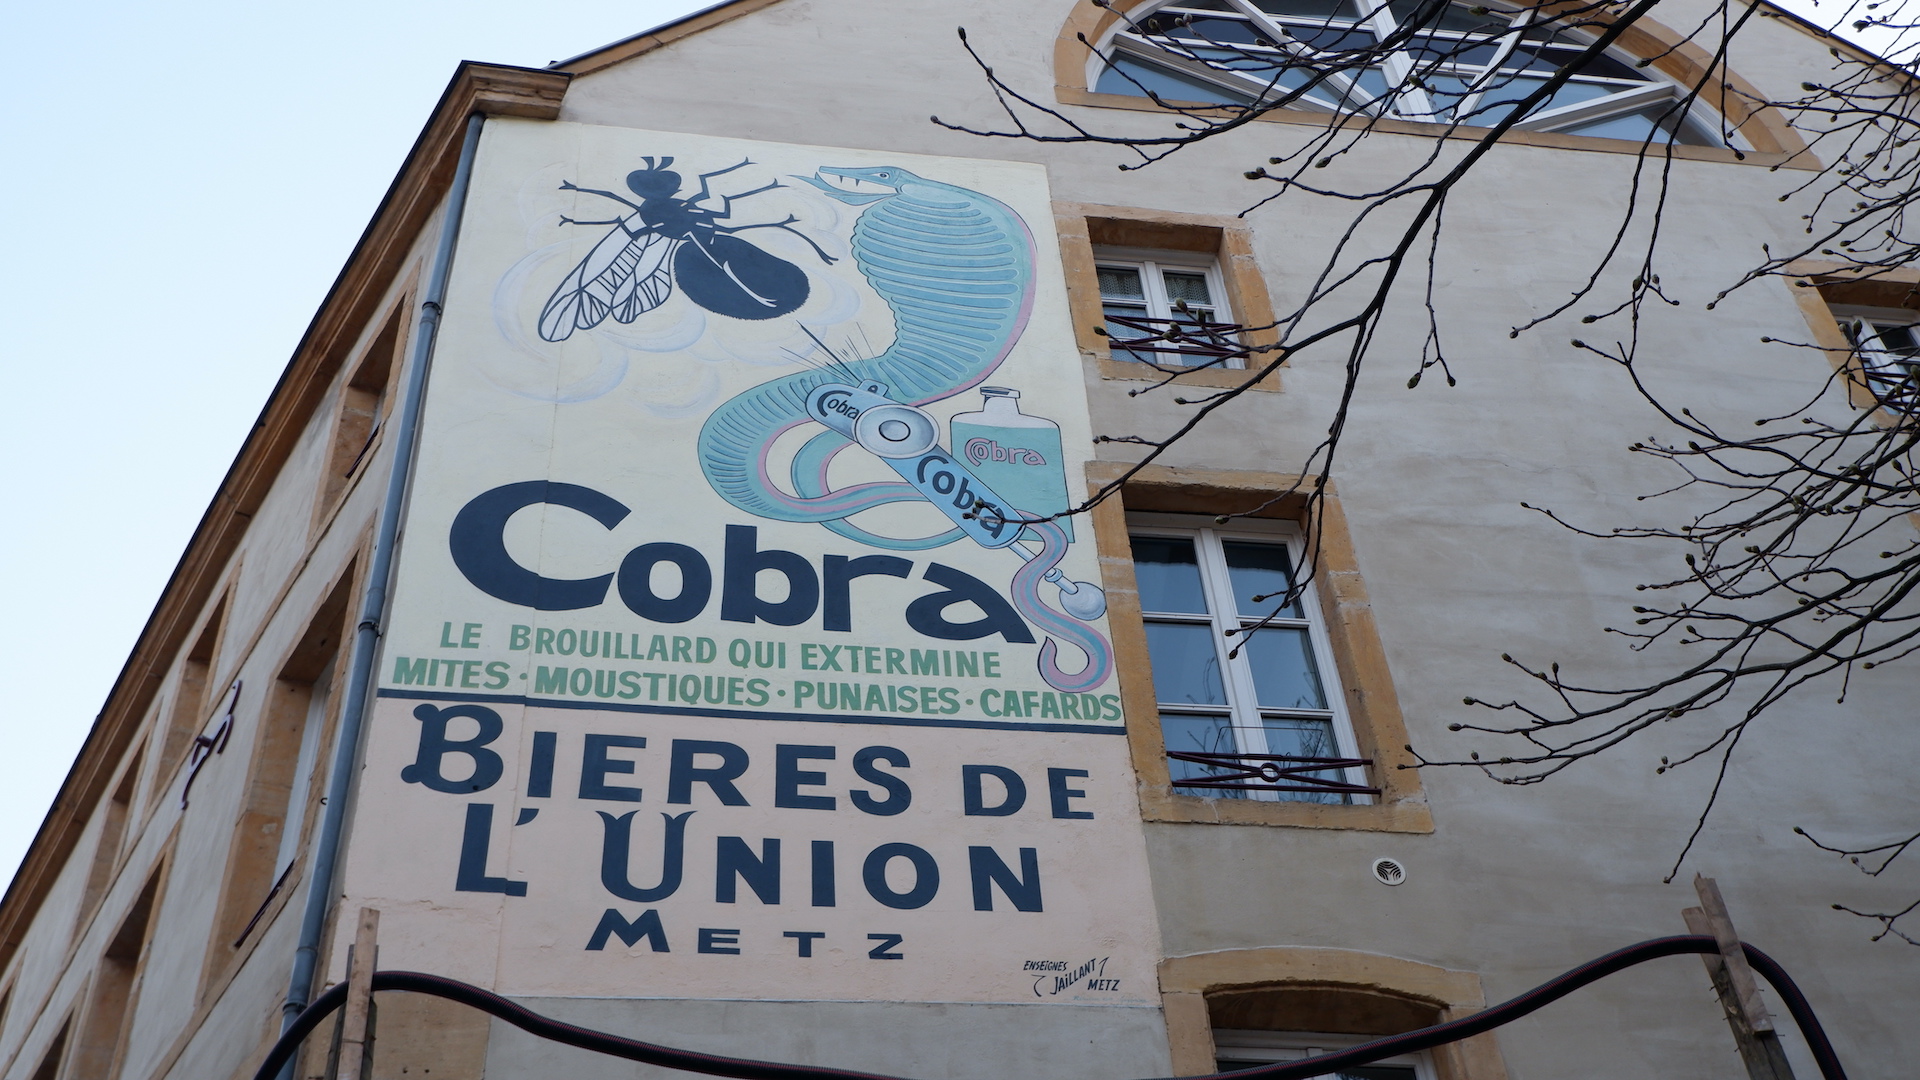 Cobra
Cobra
Cobra
Cobra
LE BROUILLARD QUI EXTERMINE
MITES · MOUSTIQUES · PUNAISES · CAFARDS
BIERES DE
L'UNION
METZ
ENSEIGNES
JAILLANT
METZ